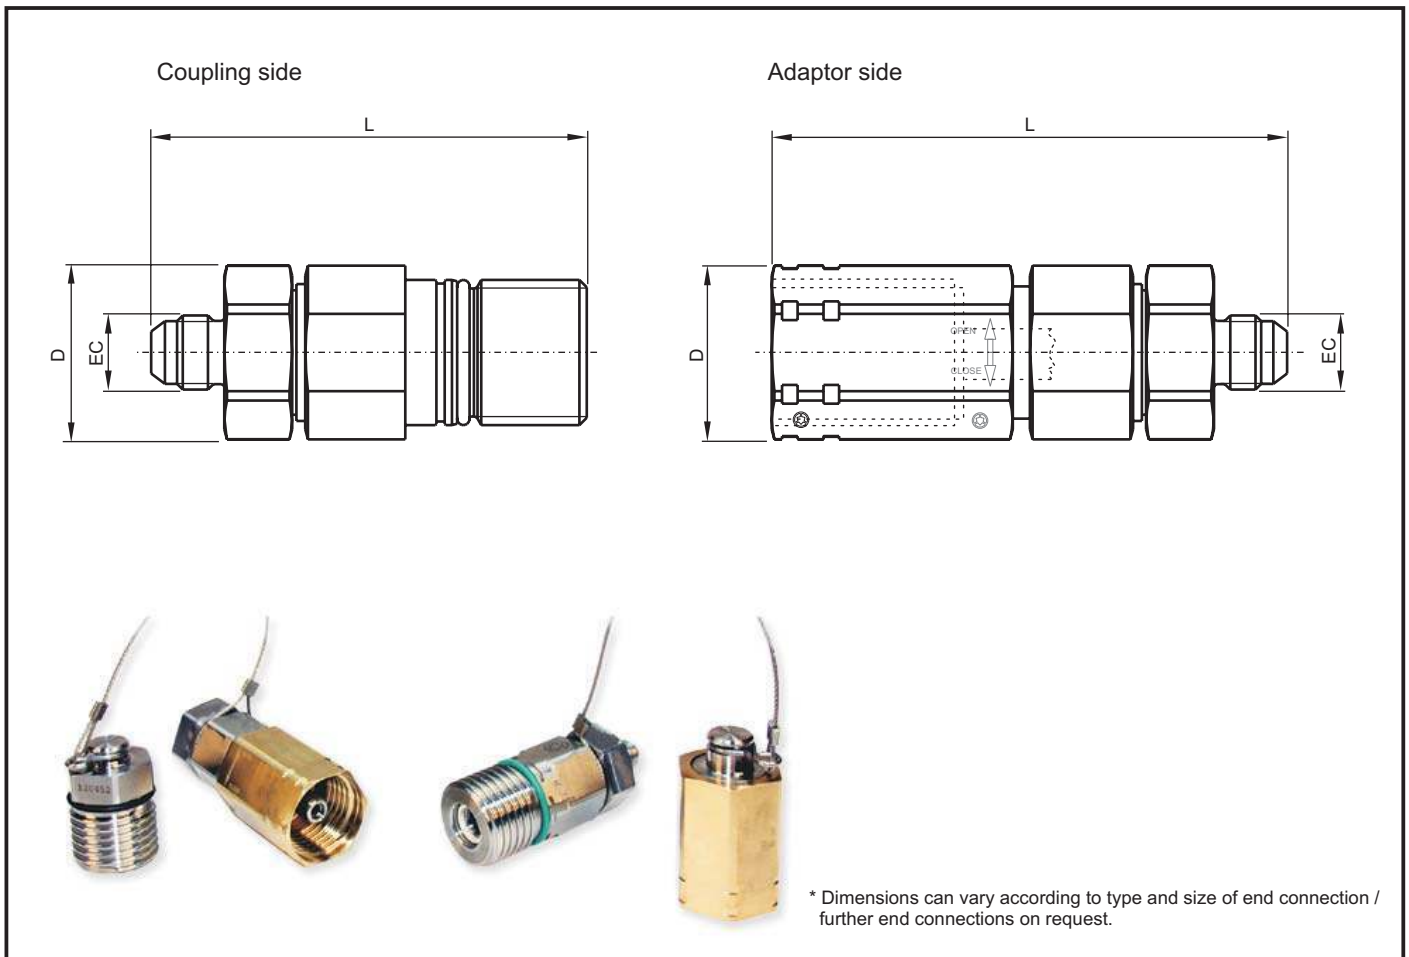 Coupling side
Adaptor side
L
L
D
EC
OPEN
CLOSE
D
EC
* Dimensions can vary according to type and size of end connection /
further end connections on request.